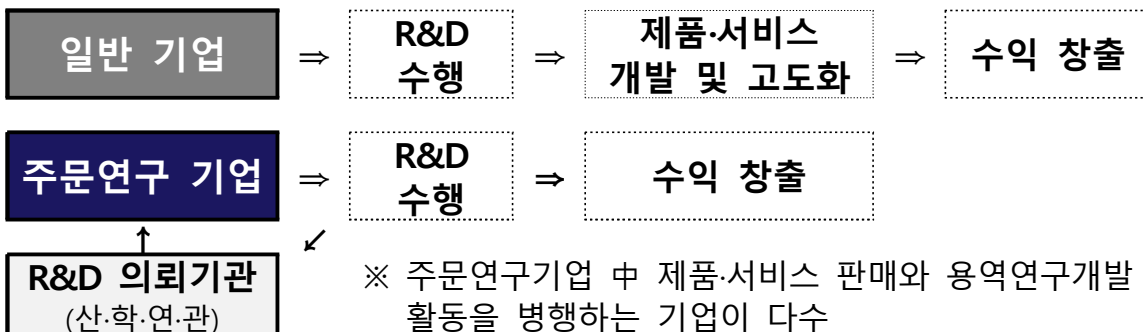 일반 기업 ⇒ R&D 수행 ⇒ 제품·서비스 개발 및 고도화 ⇒ 수익 창출
주문연구 기업 ⇒ R&D 수행 ⇒ 수익 창출
↑ ↙
R&D 의뢰기관
(산·학·연·관)
※ 주문연구기업 中 제품·서비스 판매와 용역연구개발
활동을 병행하는 기업이 다수